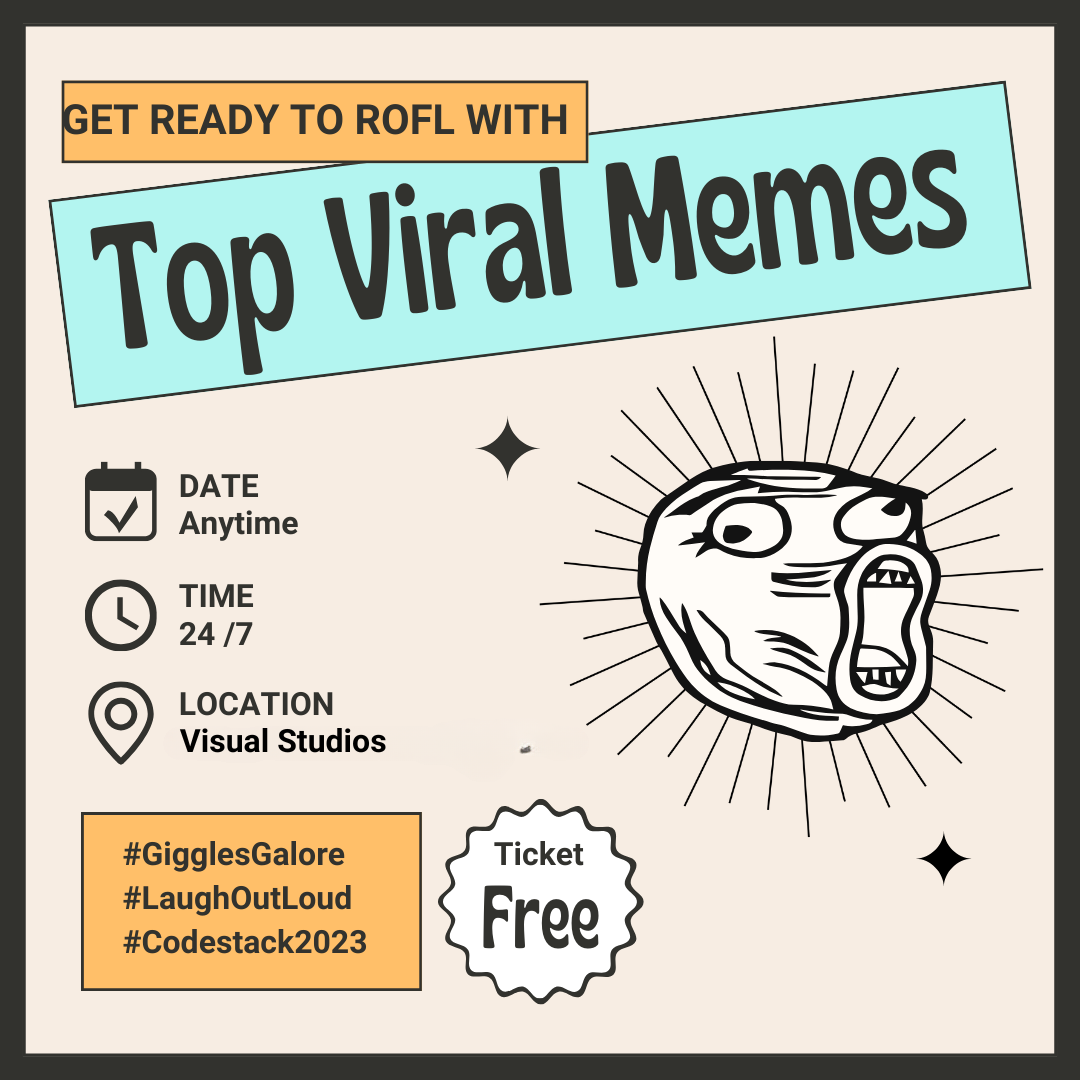 GET READY TO ROFL WITH
Top Viral Memes
DATE
Anytime
TIME
24 /7
LOCATION
Visual Studios
#GigglesGalore
#LaughOutLoud
#Codestack2023
Ticket
Free